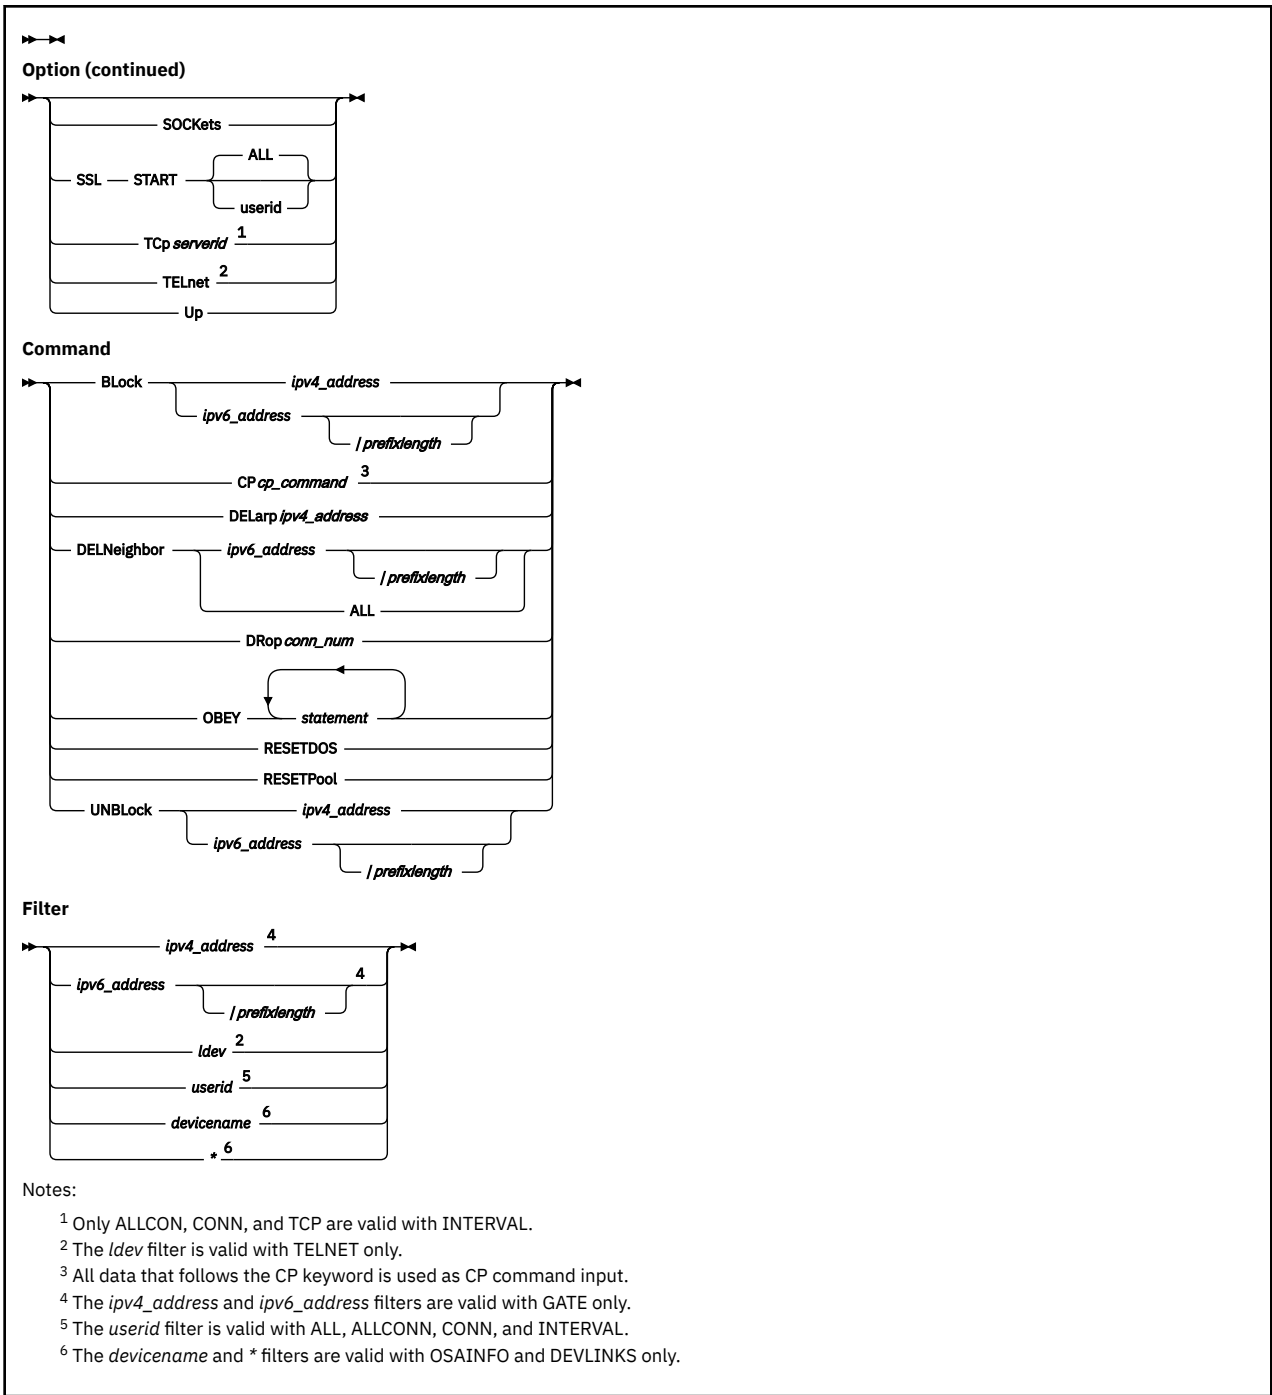 Option (continued)
SOCKets
ALL
SSL START
userid
TCp serverid 1
TELnet 2
Up
Command
BLock ipv4_address
ipv6_address
/prefixlength
CP cp_command 3
DELarp ipv4_address
DELNeighbor ipv6_address
/prefixlength
ALL
DRop conn_num
OBEY statement
RESETDOS
RESETPool
UNBLock ipv4_address
ipv6_address
/prefixlength
Filter
ipv4_address 4
ipv6_address 4
/prefixlength
ldev 2
userid 5
devicename 6
* 6
Notes:
1 Only ALLCON, CONN, and TCP are valid with INTERVAL.
2 The ldev filter is valid with TELNET only.
3 All data that follows the CP keyword is used as CP command input.
4 The ipv4_address and ipv6_address filters are valid with GATE only.
5 The userid filter is valid with ALL, ALLCONN, CONN, and INTERVAL.
6 The devicename and * filters are valid with OSAINFO and DEVLINKS only.